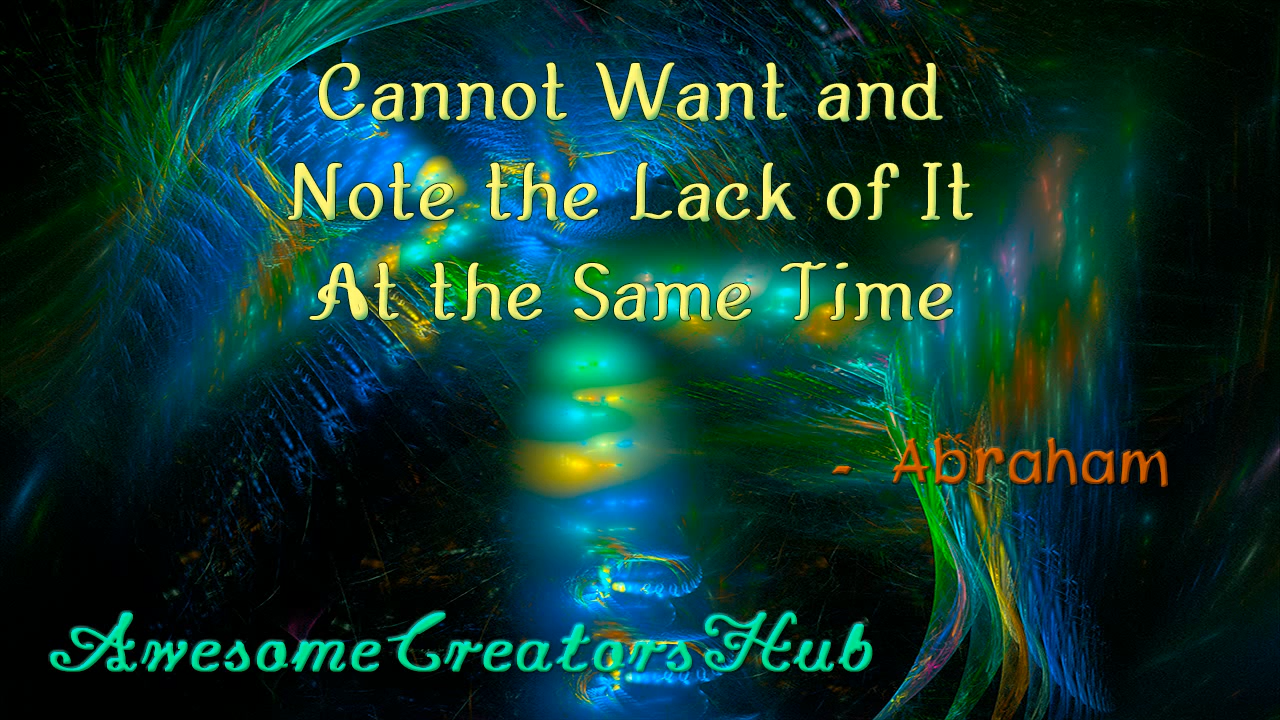 Cannot Want and
Note the Lack of It
At the Same Time
- Abraham
AwesomeCreatorsHub